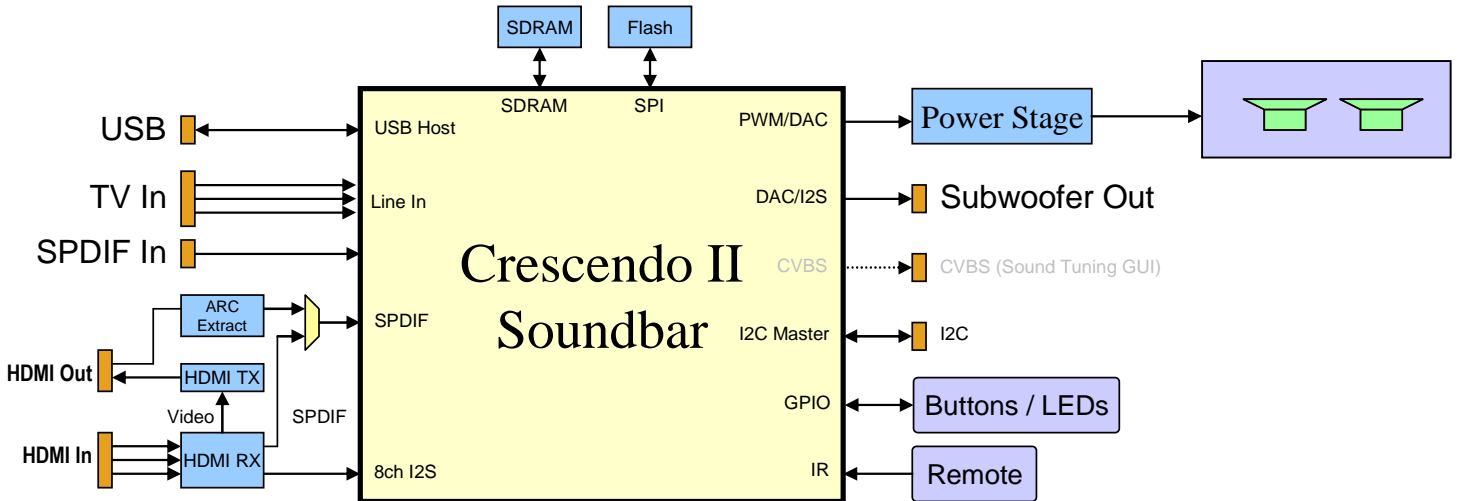 SDRAM
Flash
SDRAM
SPI
USB
USB Host
PWM/DAC
Power Stage
TV In
Line In
DAC/I2S
Subwoofer Out
SPDIF In
Crescendo II
Soundbar
CVBS
CVBS (Sound Tuning GUI)
ARC
Extract
SPDIF
I2C Master
I2C
HDMI Out
HDMI TX
Video
SPDIF
GPIO
Buttons / LEDs
HDMI In
HDMI RX
8ch I2S
IR
Remote